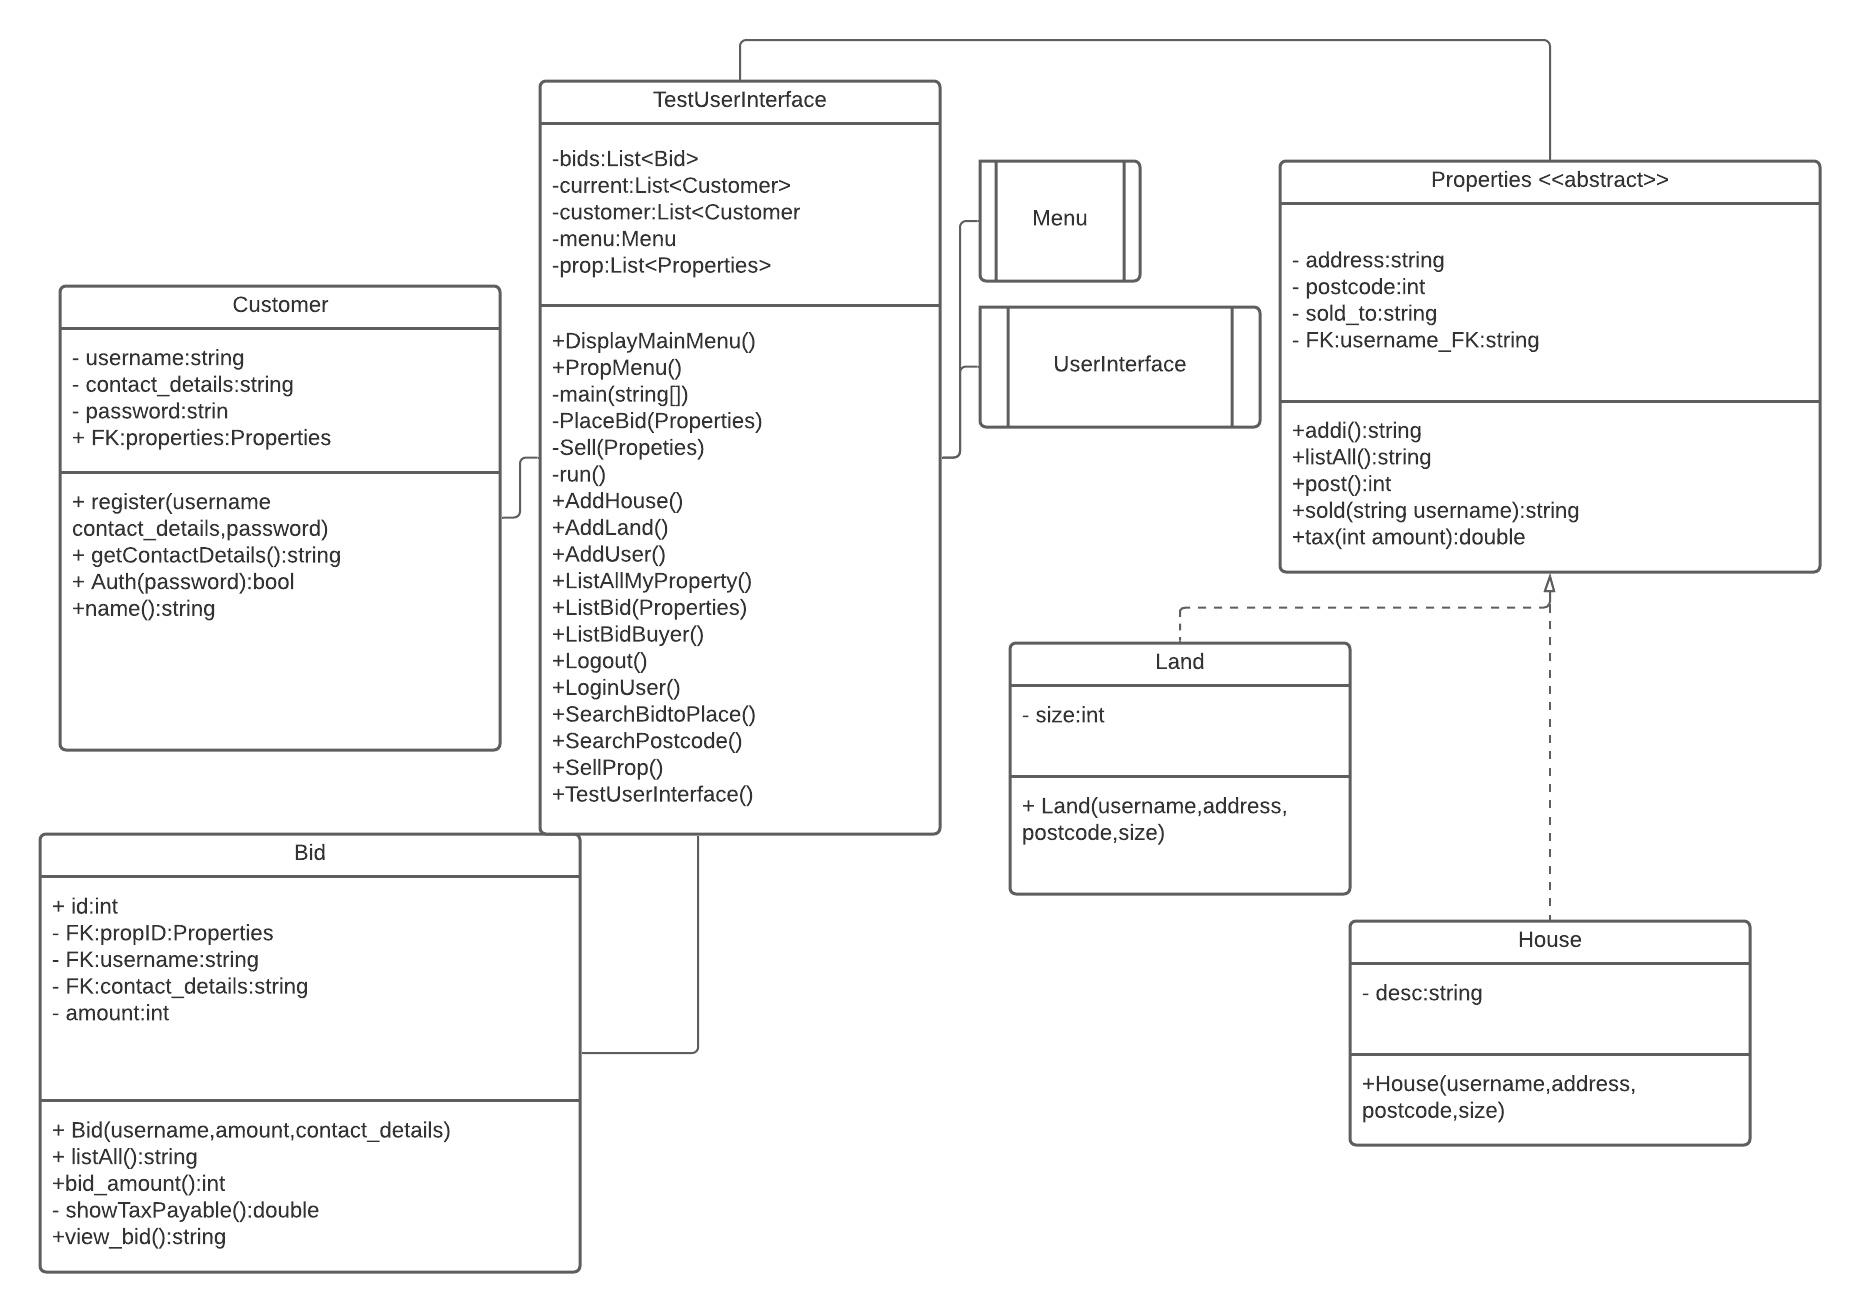 TestUserInterface
-bids:List<Bid>
-current:List<Customer>
-customer:List<Customer
-menu:Menu
-prop:List<Properties>
+DisplayMainMenu()
+PropMenu()
-main(string[])
-PlaceBid(Properties)
-Sell(Propeties)
-run()
+AddHouse()
+AddLand()
+AddUser()
+ListAllMyProperty()
+ListBid(Properties)
+ListBidBuyer()
+Logout()
+LoginUser()
+SearchBidtoPlace()
+SearchPostcode()
+SellProp()
+TestUserInterface()
Menu
UserInterface
Properties <<abstract>>
- address:string
- postcode:int
- sold_to:string
- FK:username_FK:string
+addi():string
+listAll():string
+post():int
+sold(string username):string
+tax(int amount):double
Customer
- username:string
- contact_details:string
- password:strin
+ FK:properties:Properties
+ register(username
contact_details,password)
+ getContactDetails():string
+ Auth(password):bool
+name():string
Land
- size:int
+ Land(username,address,
postcode,size)
Bid
+ id:int
- FK:propID:Properties
- FK:username:string
- FK:contact_details:string
- amount:int
+ Bid(username,amount,contact_details)
+ listAll():string
+bid_amount():int
- showTaxPayable():double
+view_bid():string
House
- desc:string
+House(username,address,
postcode,size)